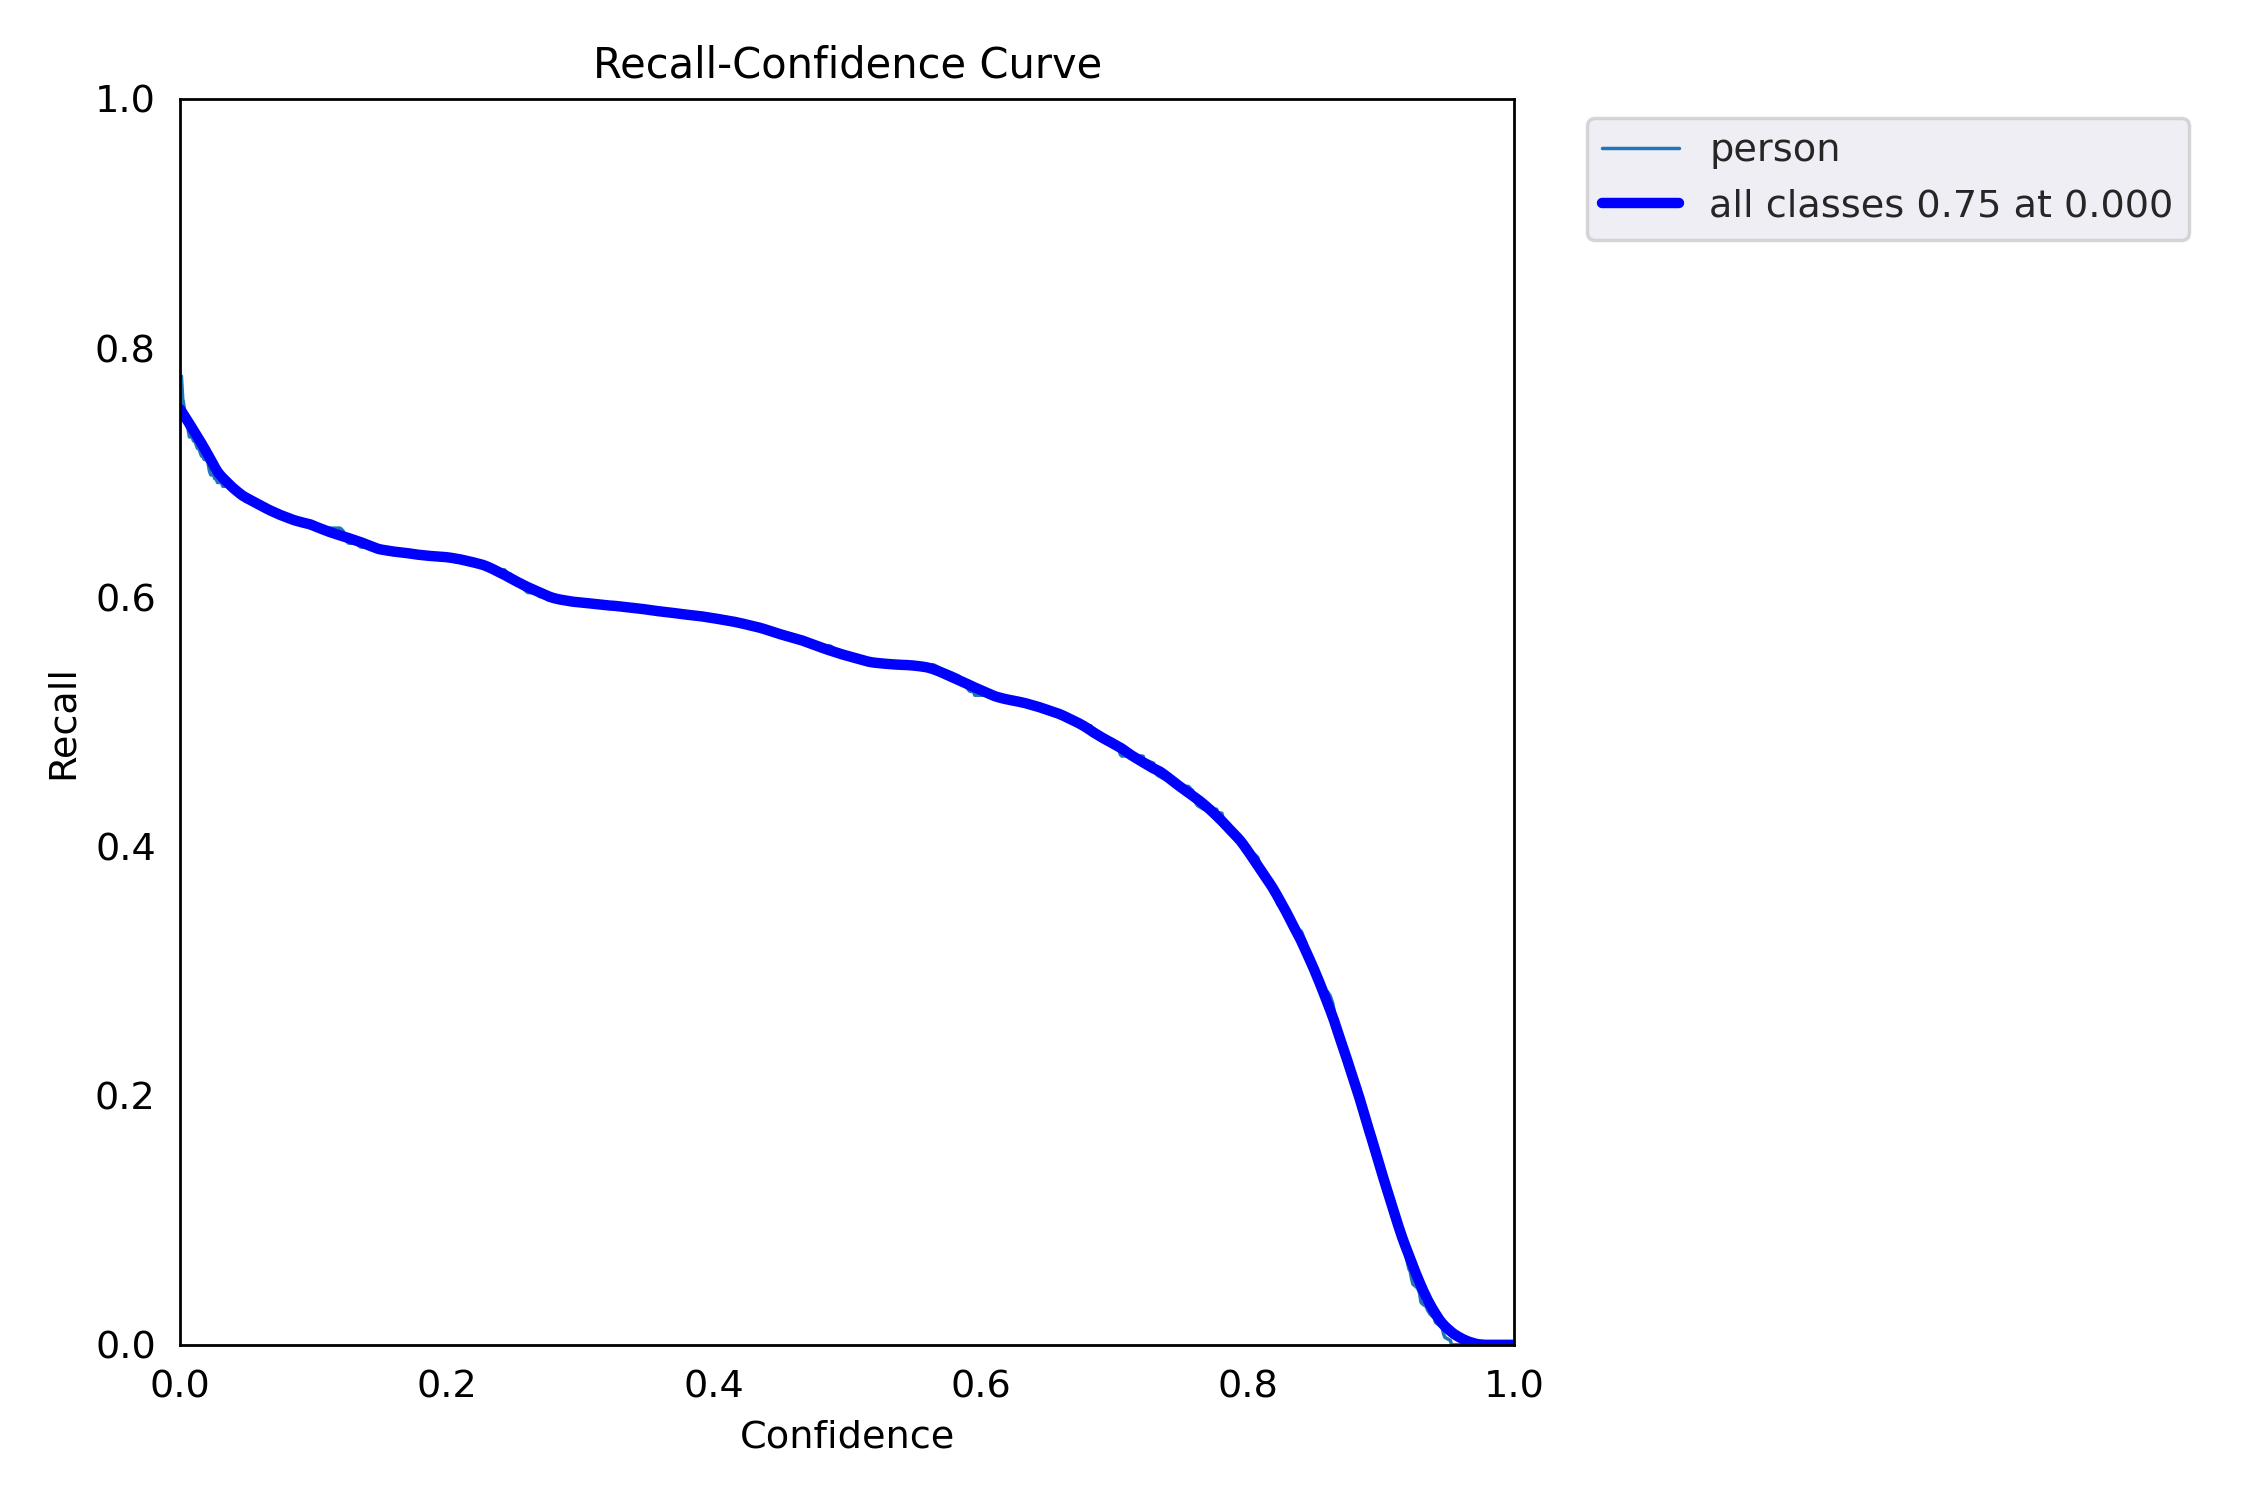 Recall-Confidence Curve
1.0
0.8
0.6
0.4
0.2
0.0
Recall
0.0 0.2 0.4 0.6 0.8 1.0
Confidence
person
all classes 0.75 at 0.000